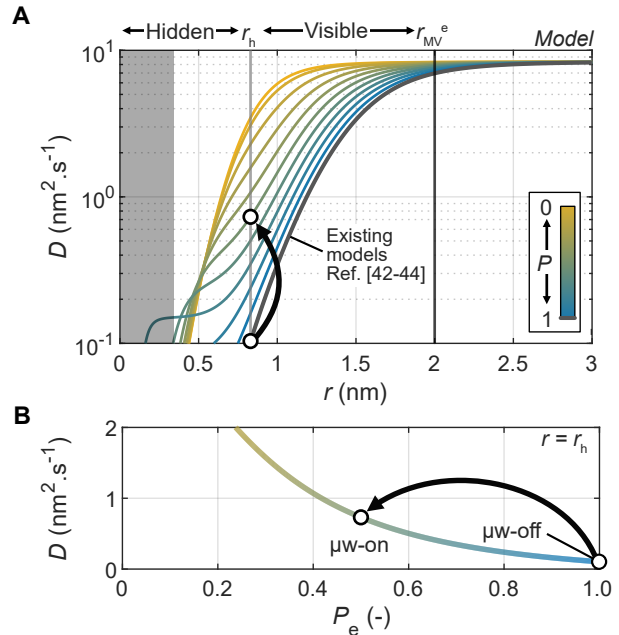 A
Hidden r_h Visible r_MV^e
Model
10^1
10^0
10^-1
D (nm^2.s^-1)
Existing
models
Ref. [42-44]
0
P
1
0 0.5 1 1.5 2 2.5 3
r (nm)
B
2
1
0
D (nm^2.s^-1)
r = r_h
µw-off
µw-on
0 0.2 0.4 0.6 0.8 1.0
P_e (-)